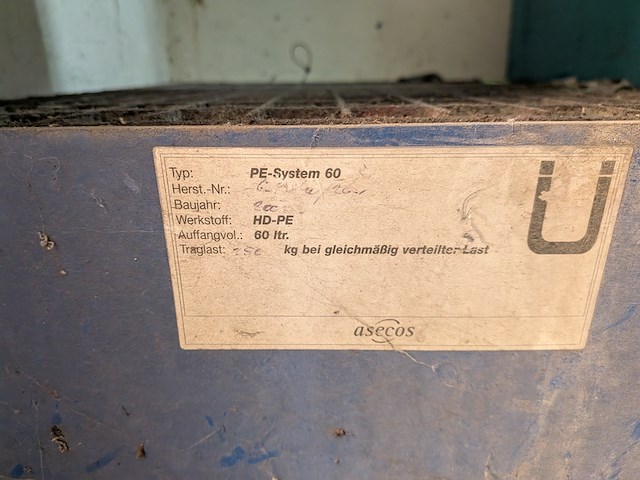 Typ: PE-System 60
Herst.-Nr.:
Baujahr:
Werkstoff: HD-PE
Auffangvol.: 60 ltr.
Traglast: kg bei gleichmäßig verteilter Last
Ü
asecos